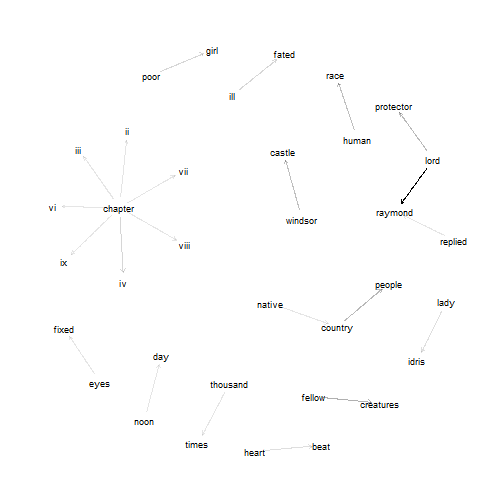 girl
fated
poor
race
ill
protector
ii
human
iii
castle
lord
vii
vi
chapter
raymond
windsor
viii
replied
ix
iv
people
native
lady
country
fixed
day
idris
eyes
thousand
fellow
creatures
noon
times
heart
beat